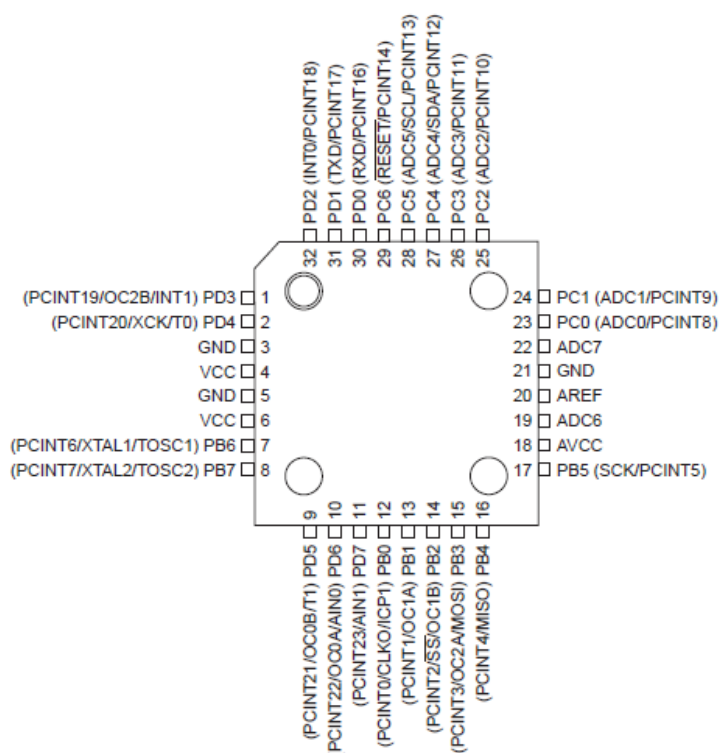 PD2 (INT0/PCINT18)
PD1 (TXD/PCINT17)
PD0 (RXD/PCINT16)
PC6 (RESET/PCINT14)
PC5 (ADC5/SCL/PCINT13)
PC4 (ADC4/SDA/PCINT12)
PC3 (ADC3/PCINT11)
PC2 (ADC2/PCINT10)
32 31 30 29 28 27 26 25
(PCINT19/OC2B/INT1) PD3 1
(PCINT20/XCK/T0) PD4 2
GND 3
VCC 4
GND 5
VCC 6
(PCINT6/XTAL1/TOSC1) PB6 7
(PCINT7/XTAL2/TOSC2) PB7 8
24 PC1 (ADC1/PCINT9)
23 PC0 (ADC0/PCINT8)
22 ADC7
21 GND
20 AREF
19 ADC6
18 AVCC
17 PB5 (SCK/PCINT5)
9 10 11 12 13 14 15 16
(PCINT21/OC0B/T1) PD5
PCINT22/OC0A/AIN0) PD6
(PCINT23/AIN1) PD7
(PCINT0/CLKO/ICP1) PB0
(PCINT1/OC1A) PB1
(PCINT2/SS/OC1B) PB2
(PCINT3/OC2A/MOSI) PB3
(PCINT4/MISO) PB4